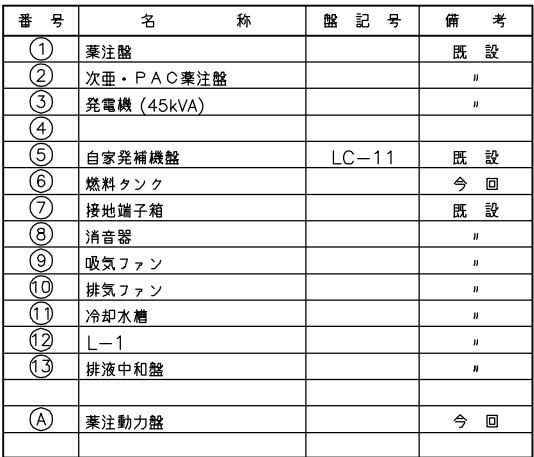 番 号 名 称 盤 記 号 備 考
① 薬注盤 既 設
② 次亜・PAC薬注盤 〃
③ 発電機 (45kVA) 〃
④
⑤ 自家発補機盤 LC-11 既 設
⑥ 燃料タンク 今 回
⑦ 接地端子箱 既 設
⑧ 消音器 〃
⑨ 吸気ファン 〃
⑩ 排気ファン 〃
⑪ 冷却水槽 〃
⑫ L-1 〃
⑬ 排液中和盤 〃
Ⓐ 薬注動力盤 今 回